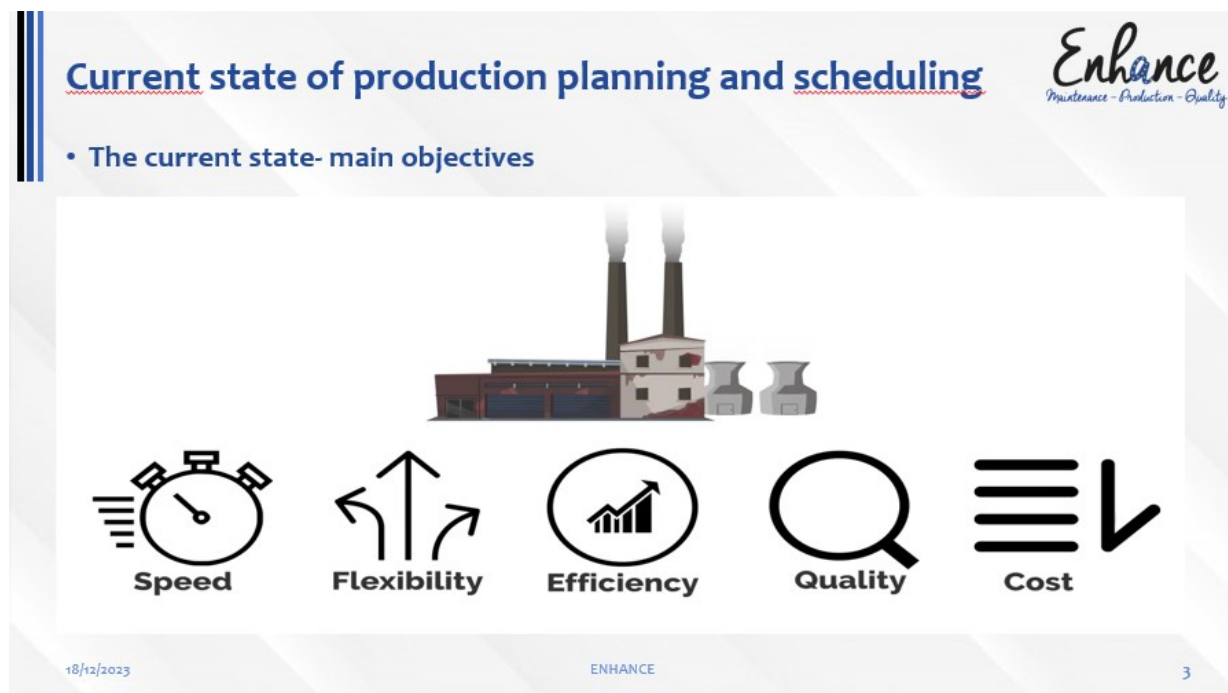 Current state of production planning and scheduling
Enhance
Maintenance - Production - Quality
• The current state- main objectives
Speed
Flexibility
Efficiency
Quality
Cost
18/12/2023
ENHANCE
3